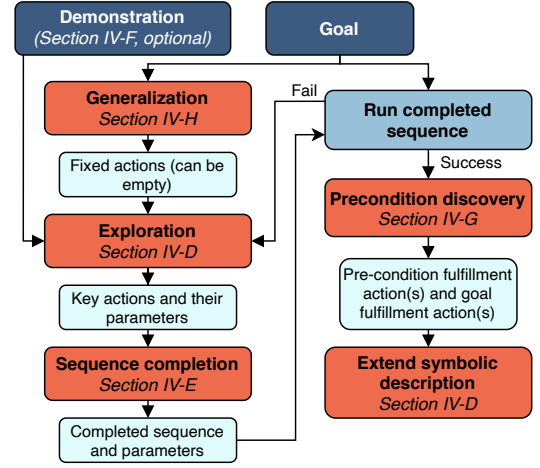 Demonstration
(Section IV-F, optional)
Goal
Generalization
Section IV-H
Fail
Run completed
sequence
Fixed actions (can be
empty)
Success
Exploration
Section IV-D
Precondition discovery
Section IV-G
Key actions and their
parameters
Pre-condition fulfillment
action(s) and goal
fulfillment action(s)
Sequence completion
Section IV-E
Extend symbolic
description
Section IV-D
Completed sequence
and parameters